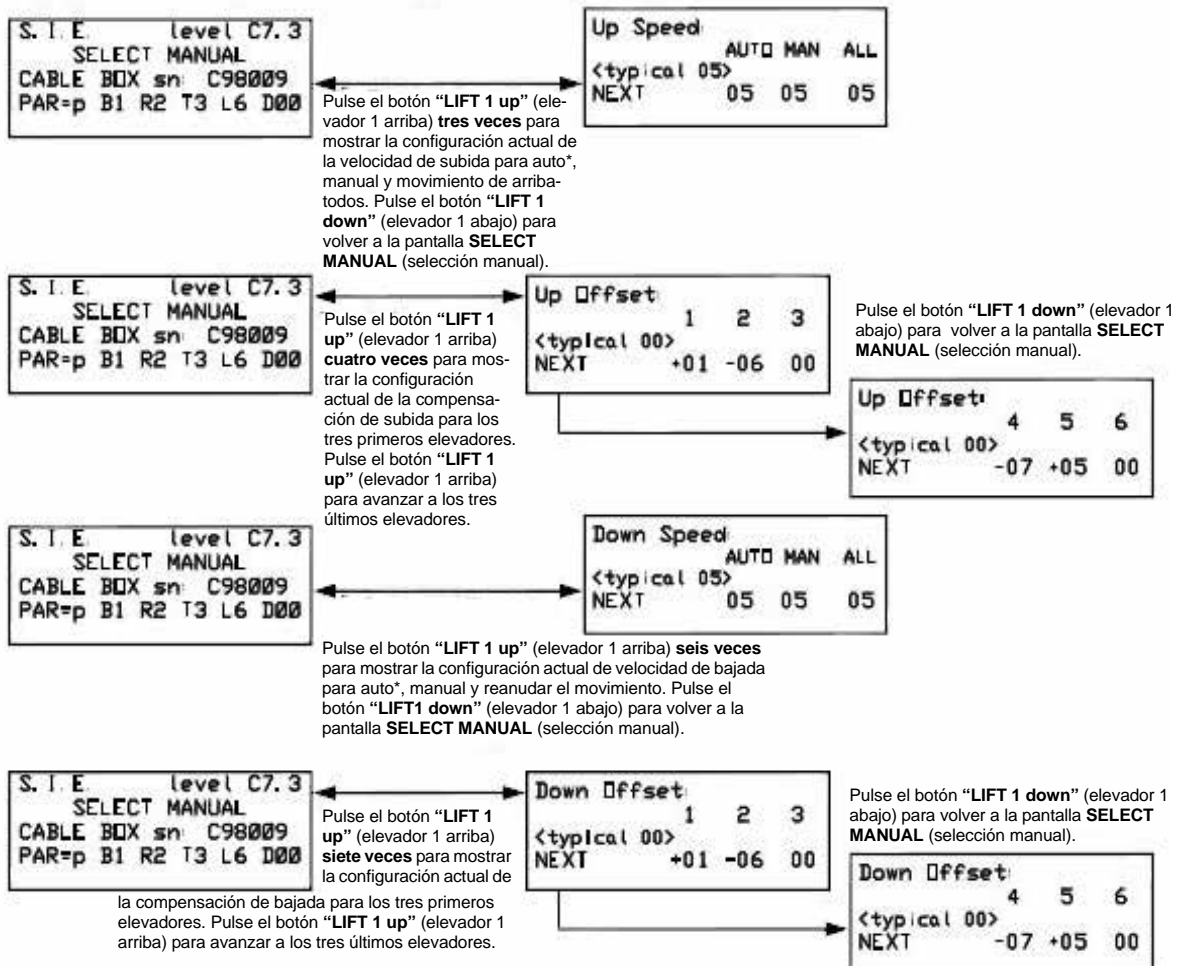 S. I. E. level C7.3
SELECT MANUAL
CABLE BOX sn: C98009
PAR=p B1 R2 T3 L6 D00
Pulse el botón “LIFT 1 up” (ele-
vador 1 arriba) tres veces para
mostrar la configuración actual de
la velocidad de subida para auto*,
manual y movimiento de arriba-
todos. Pulse el botón “LIFT 1
down” (elevador 1 abajo) para
volver a la pantalla SELECT
MANUAL (selección manual).
Up Speed:
AUTO MAN ALL
<typical 05>
NEXT 05 05 05
S. I. E. level C7.3
SELECT MANUAL
CABLE BOX sn: C98009
PAR=p B1 R2 T3 L6 D00
Pulse el botón “LIFT 1
up” (elevador 1 arriba)
cuatro veces para mos-
trar la configuración
actual de la compensa-
ción de subida para los
tres primeros elevadores.
Pulse el botón “LIFT 1
up” (elevador 1 arriba)
para avanzar a los tres
últimos elevadores.
Up Offset:
1 2 3
<typical 00>
NEXT +01 -06 00
Pulse el botón “LIFT 1 down” (elevador 1
abajo) para volver a la pantalla SELECT
MANUAL (selección manual).
Up Offset:
4 5 6
<typical 00>
NEXT -07 +05 00
S. I. E. level C7.3
SELECT MANUAL
CABLE BOX sn: C98009
PAR=p B1 R2 T3 L6 D00
Down Speed:
AUTO MAN ALL
<typical 05>
NEXT 05 05 05
Pulse el botón “LIFT 1 up” (elevador 1 arriba) seis veces
para mostrar la configuración actual de velocidad de bajada
para auto*, manual y reanudar el movimiento. Pulse el
botón “LIFT1 down” (elevador 1 abajo) para volver a la
pantalla SELECT MANUAL (selección manual).
S. I. E. level C7.3
SELECT MANUAL
CABLE BOX sn: C98009
PAR=p B1 R2 T3 L6 D00
Pulse el botón “LIFT 1
up” (elevador 1 arriba)
siete veces para mostrar
la configuración actual de
la compensación de bajada para los tres primeros
elevadores. Pulse el botón “LIFT 1 up” (elevador 1
arriba) para avanzar a los tres últimos elevadores.
Down Offset:
1 2 3
<typical 00>
NEXT +01 -06 00
Pulse el botón “LIFT 1 down” (elevador 1
abajo) para volver a la pantalla SELECT
MANUAL (selección manual).
Down Offset:
4 5 6
<typical 00>
NEXT -07 +05 00